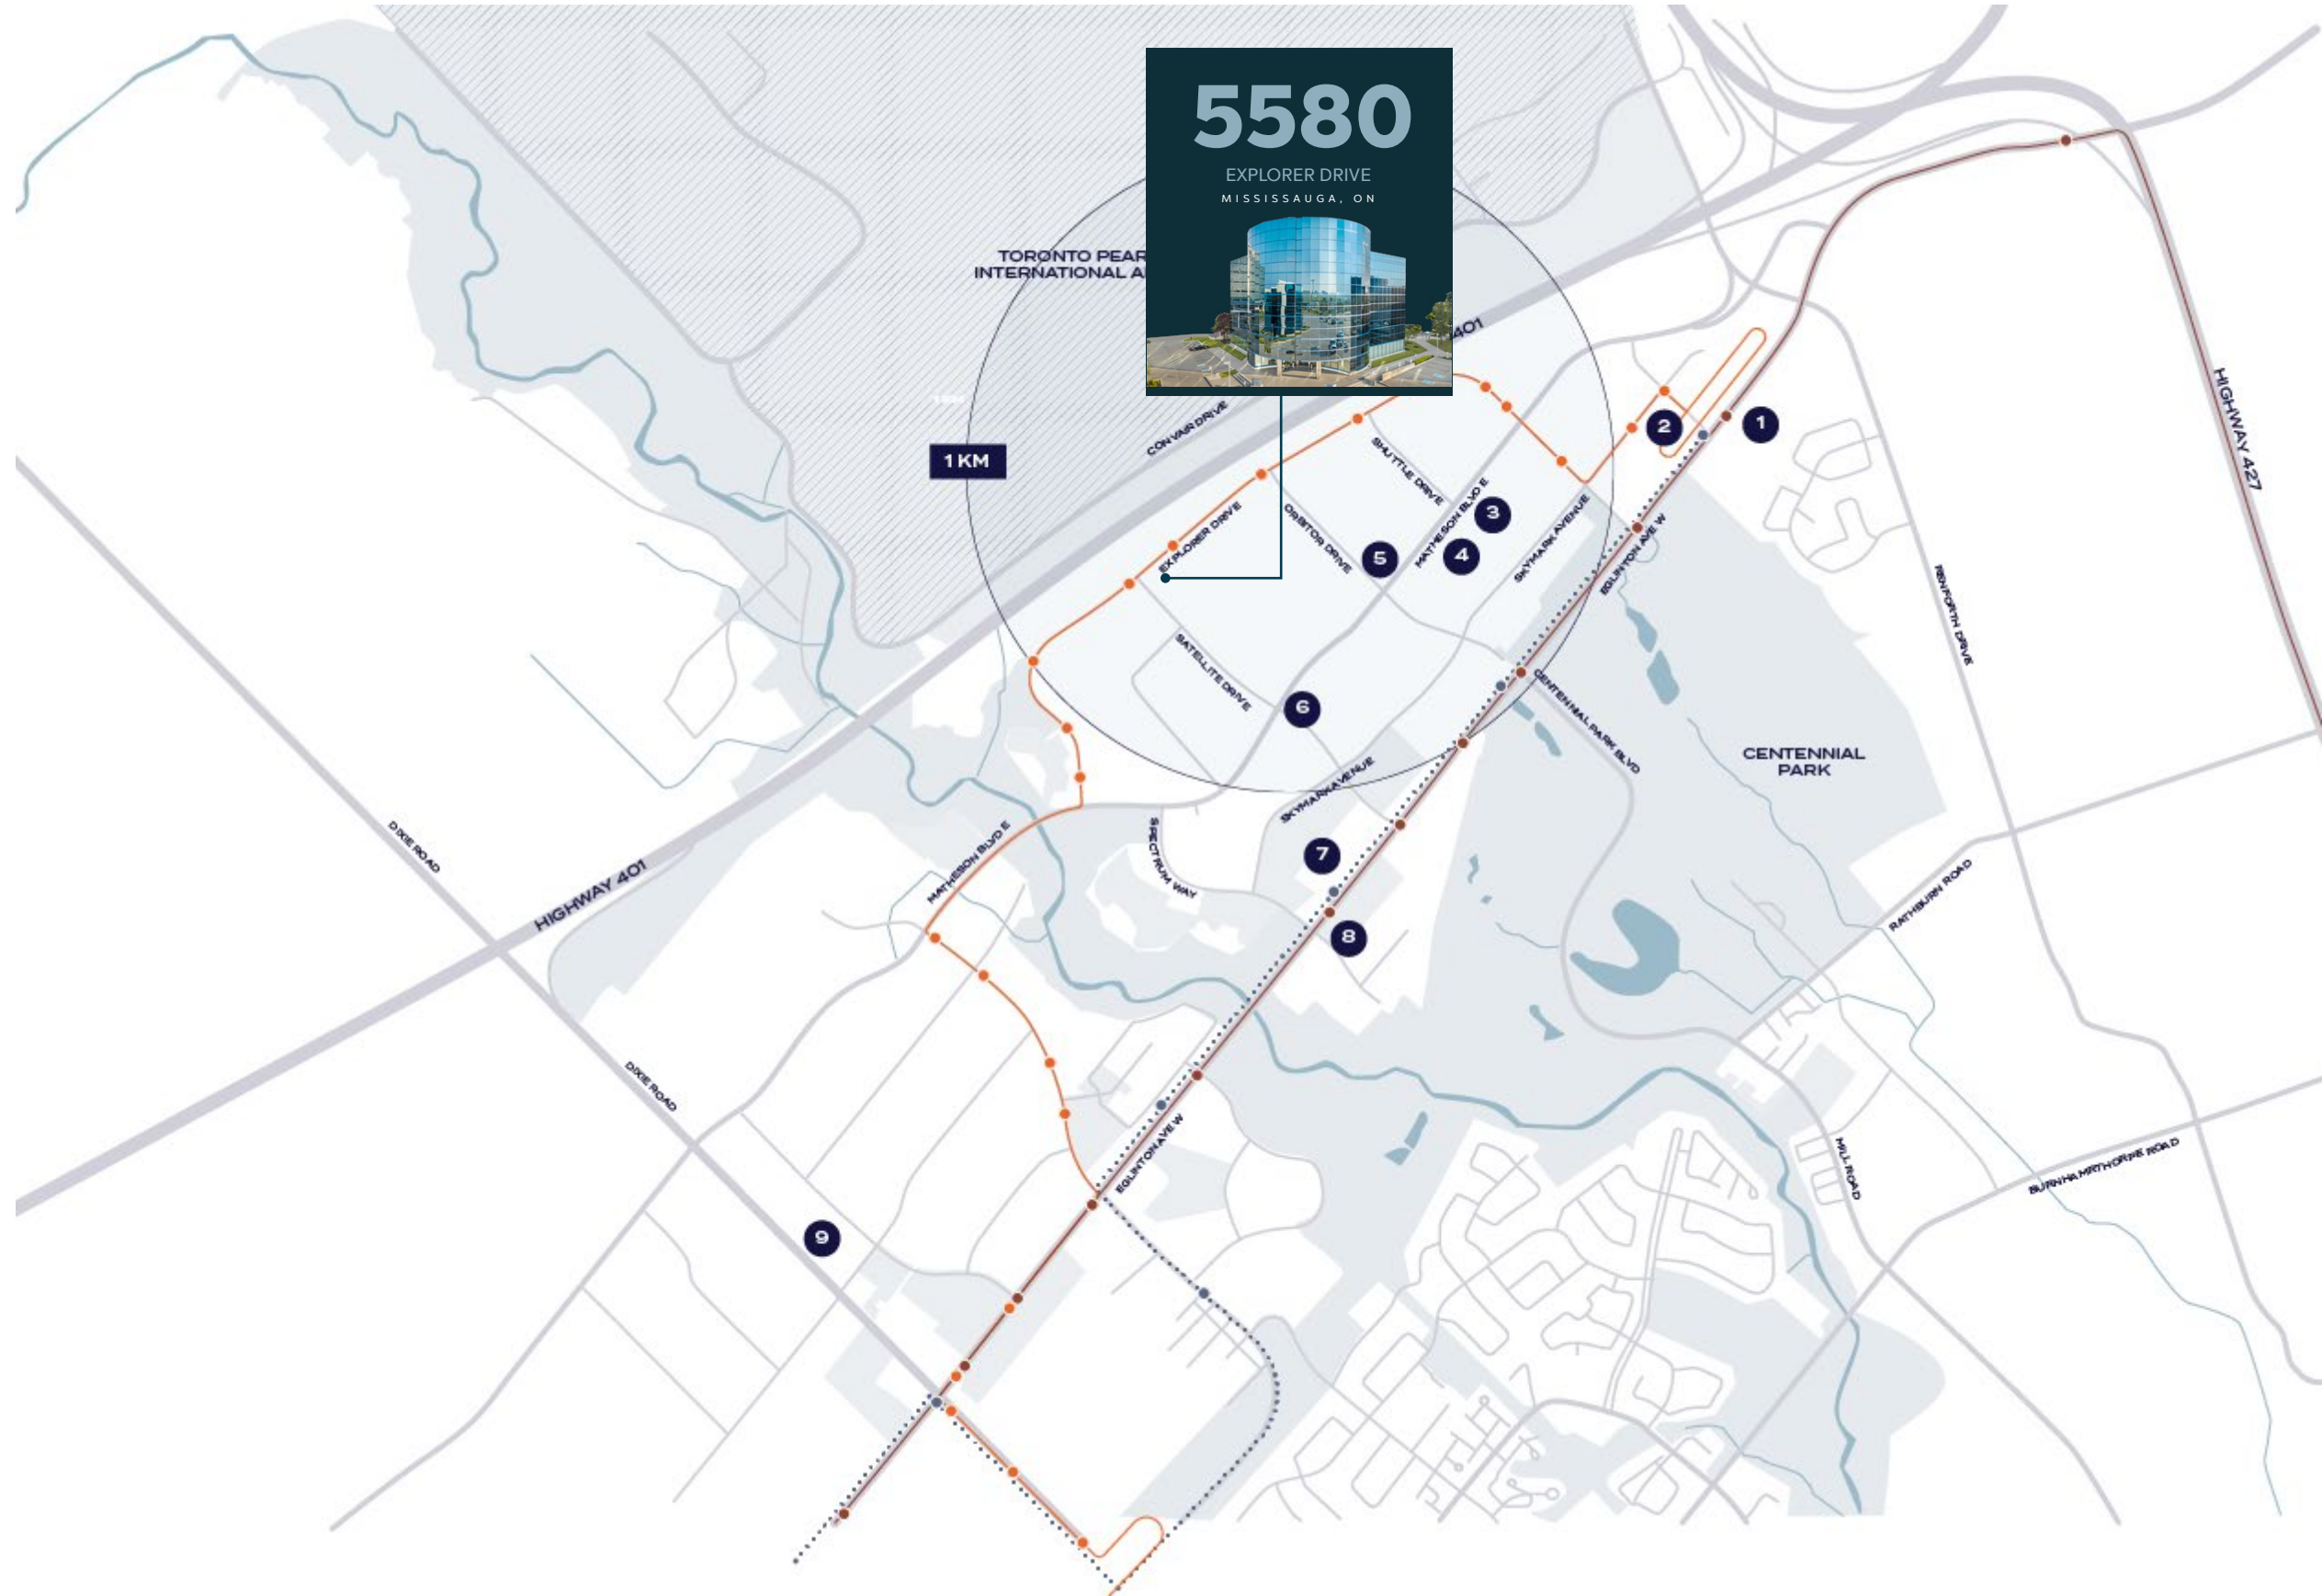 5580
EXPLORER DRIVE
MISSISSAUGA, ON
TORONTO PEAR
INTERNATIONAL A
401
1 KM
CONVAIR DRIVE
SHUTTLE DRIVE
ORBITOR DRIVE
EXPLORER DRIVE
MATHESON BLVD E
SKYMARK AVENUE
EGLINTON AVE W
1
2
3
4
5
6
7
8
9
SATELLITE DRIVE
CENTENNIAL PARK BLVD
CENTENNIAL
PARK
HIGHWAY 427
RENFORTH DRIVE
SKYMARK AVENUE
SPECTRUM WAY
MATHESON BLVD E
DIXIE ROAD
HIGHWAY 401
RATHBURN ROAD
DIXIE ROAD
EGLINTON AVE W
MILL ROAD
BURNHAMTHORPE ROAD